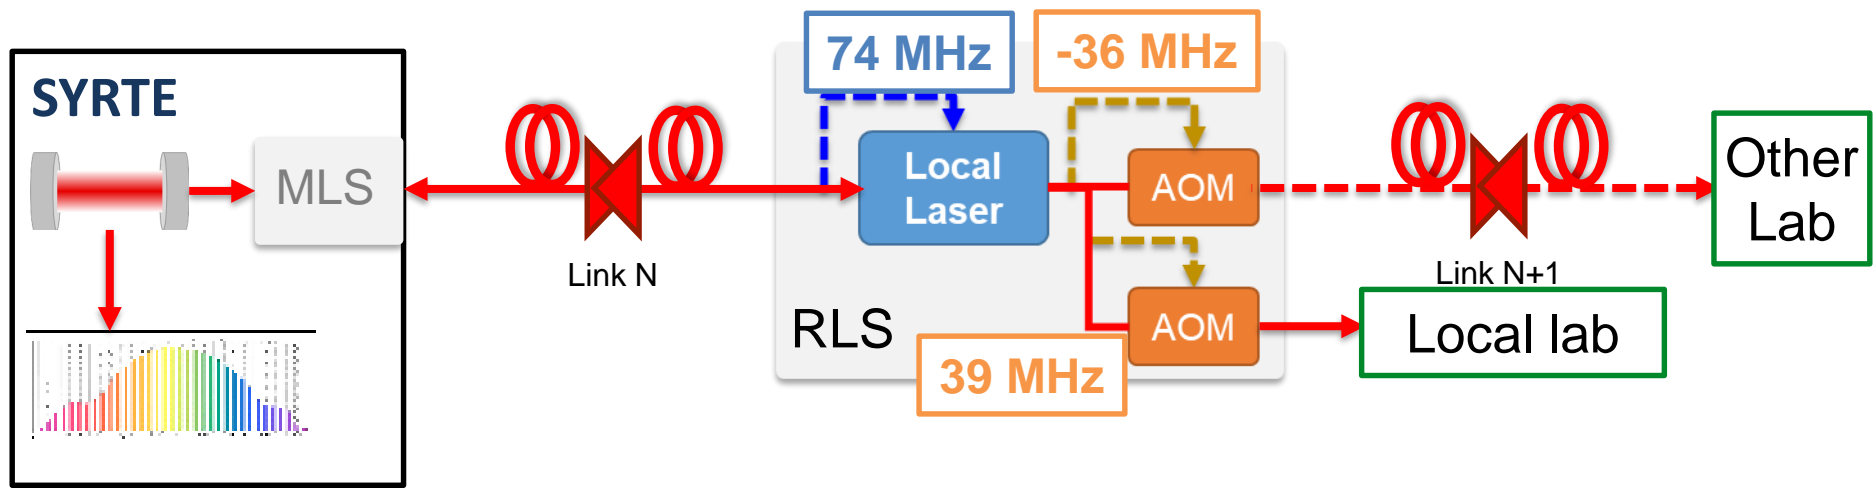 74 MHz
-36 MHz
SYRTE
MLS
Local
Laser
AOM
Other
Lab
Link N
Link N+1
RLS
AOM
Local lab
39 MHz